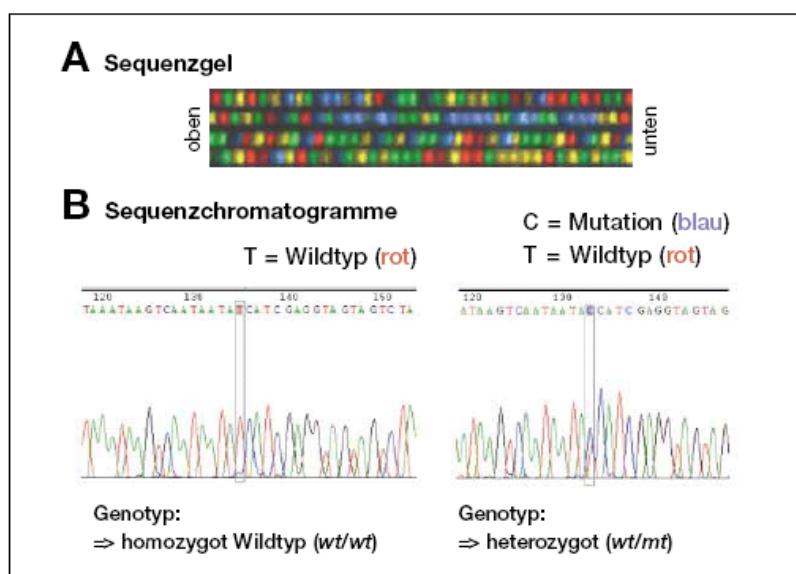 A Sequenzgel
oben
unten
B Sequenzchromatogramme
T = Wildtyp (rot)
C = Mutation (blau)
T = Wildtyp (rot)
120 130 140 150
TAAATAAGTCAATAATATCATCGAGGTAGTAGTCTA
120 130 140
ATAAGTCAATAATACCATCGAGGTAGTAG
Genotyp:
⇒ homozygot Wildtyp (wt/wt)
Genotyp:
⇒ heterozygot (wt/mt)